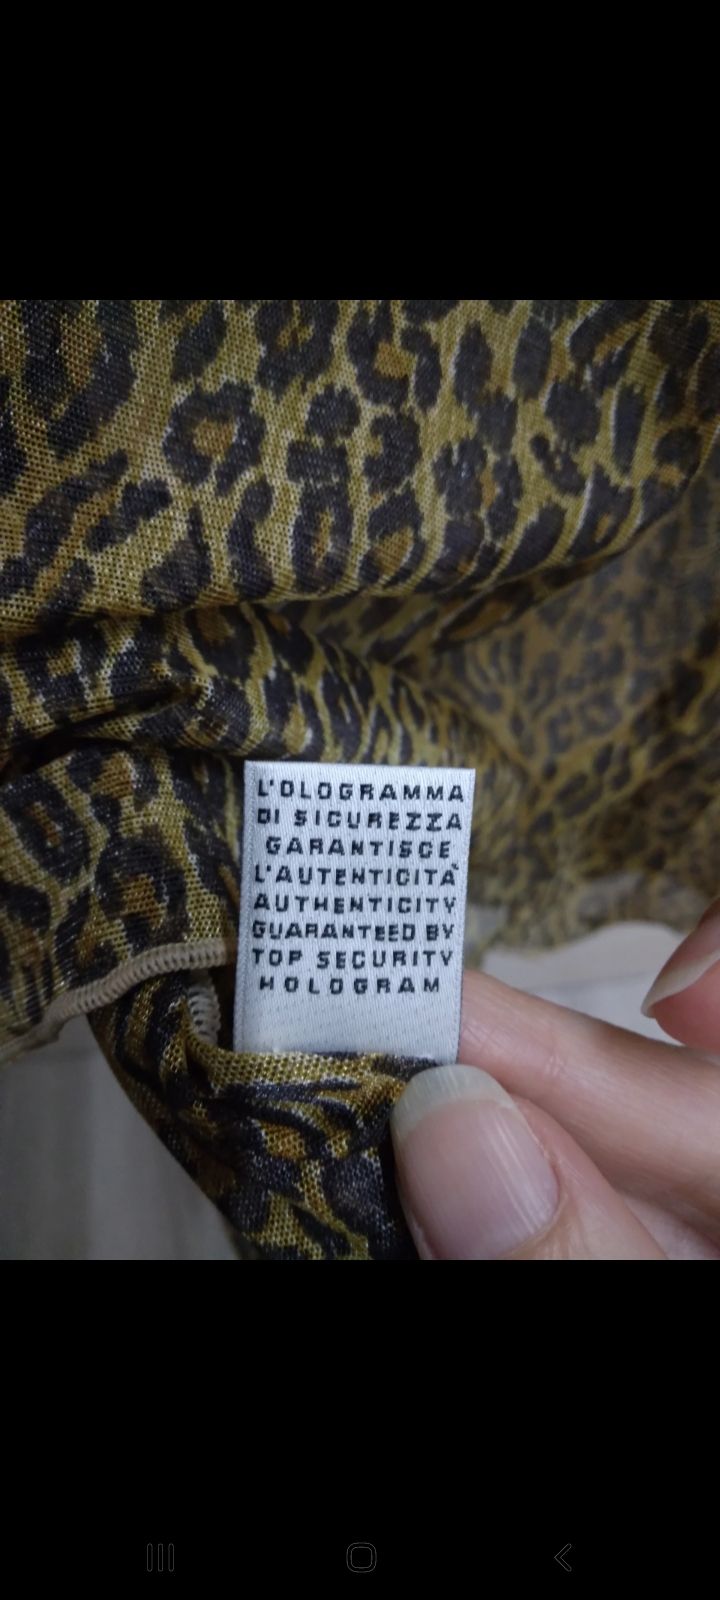 L'OLOGRAMMA
DI SICUREZZA
GARANTISCE
L'AUTENTICITÀ
AUTHENTICITY
GUARANTEED BY
TOP SECURITY
HOLOGRAM